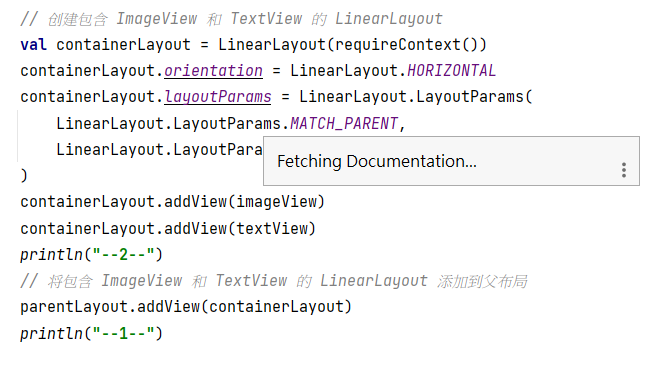 // 创建包含 ImageView 和 TextView 的 LinearLayout
val containerLayout = LinearLayout(requireContext())
containerLayout.orientation = LinearLayout.HORIZONTAL
containerLayout.layoutParams = LinearLayout.LayoutParams(
LinearLayout.LayoutParams.MATCH_PARENT,
LinearLayout.LayoutPara
Fetching Documentation...
)
containerLayout.addView(imageView)
containerLayout.addView(textView)
println("--2--")
// 将包含 ImageView 和 TextView 的 LinearLayout 添加到父布局
parentLayout.addView(containerLayout)
println("--1--")